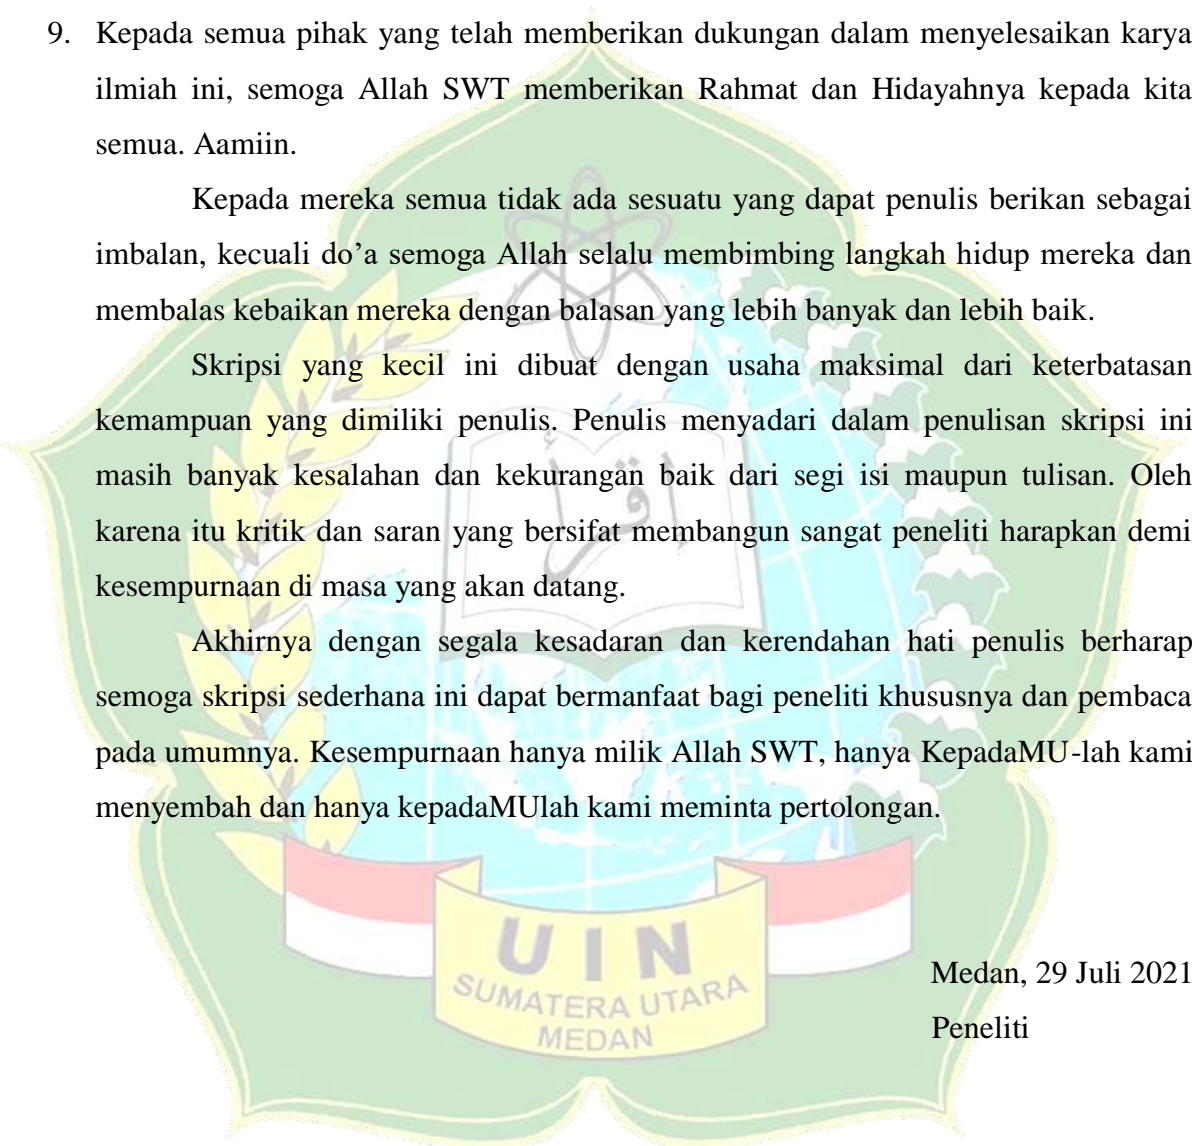 9. Kepada semua pihak yang telah memberikan dukungan dalam menyelesaikan karya
ilmiah ini, semoga Allah SWT memberikan Rahmat dan Hidayahnya kepada kita
semua. Aamiin.
Kepada mereka semua tidak ada sesuatu yang dapat penulis berikan sebagai
imbalan, kecuali do’a semoga Allah selalu membimbing langkah hidup mereka dan
membalas kebaikan mereka dengan balasan yang lebih banyak dan lebih baik.
Skripsi yang kecil ini dibuat dengan usaha maksimal dari keterbatasan
kemampuan yang dimiliki penulis. Penulis menyadari dalam penulisan skripsi ini
masih banyak kesalahan dan kekurangan baik dari segi isi maupun tulisan. Oleh
karena itu kritik dan saran yang bersifat membangun sangat peneliti harapkan demi
kesempurnaan di masa yang akan datang.
Akhirnya dengan segala kesadaran dan kerendahan hati penulis berharap
semoga skripsi sederhana ini dapat bermanfaat bagi peneliti khususnya dan pembaca
pada umumnya. Kesempurnaan hanya milik Allah SWT, hanya KepadaMU-lah kami
menyembah dan hanya kepadaMUlah kami meminta pertolongan.
اقرأ
UIN
SUMATERA UTARA
MEDAN
Medan, 29 Juli 2021
Peneliti